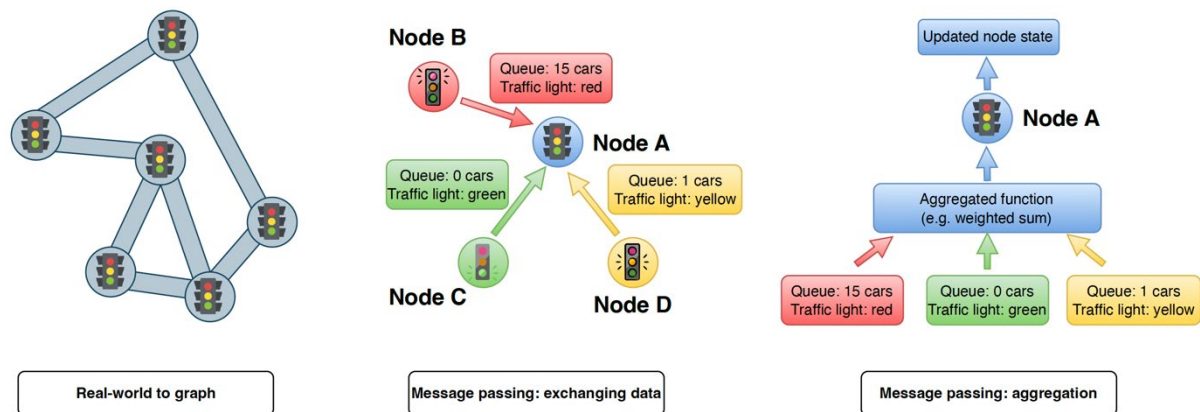 Real-world to graph
Node B
Queue: 15 cars
Traffic light: red
Node A
Queue: 0 cars
Traffic light: green
Queue: 1 cars
Traffic light: yellow
Node C
Node D
Message passing: exchanging data
Updated node state
Node A
Aggregated function
(e.g. weighted sum)
Queue: 15 cars
Traffic light: red
Queue: 0 cars
Traffic light: green
Queue: 1 cars
Traffic light: yellow
Message passing: aggregation